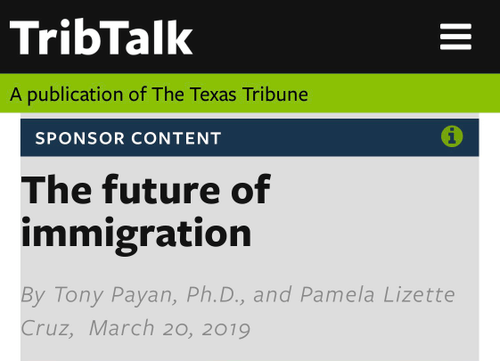 TribTalk
A publication of The Texas Tribune
SPONSOR CONTENT
The future of
immigration
By Tony Payan, Ph.D., and Pamela Lizette
Cruz, March 20, 2019